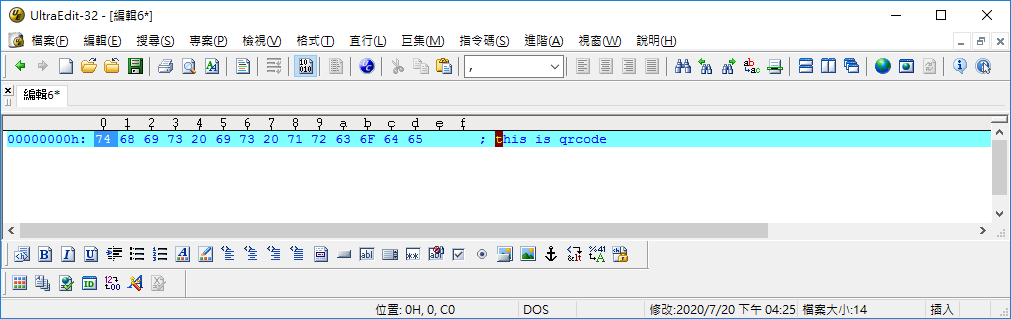 UltraEdit-32 - [編輯6*]
檔案(F) 編輯(E) 搜尋(S) 專案(P) 檢視(V) 格式(T) 直行(L) 巨集(M) 指令碼(S) 進階(A) 視窗(W) 說明(H)
,
編輯6*
0 1 2 3 4 5 6 7 8 9 a b c d e f
00000000h: 74 68 69 73 20 69 73 20 71 72 63 6F 64 65 ; this is qrcode
位置: 0H, 0, C0 DOS 修改:2020/7/20 下午 04:25 檔案大小:14 插入